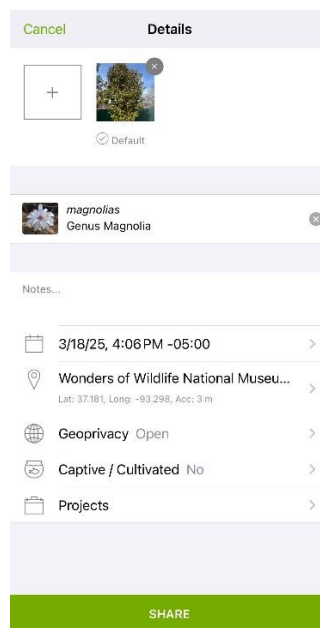 Cancel
Details
Default
magnolias
Genus Magnolia
Notes...
3/18/25, 4:06 PM -05:00
Wonders of Wildlife National Museu...
Lat: 37.181, Long: -93.298, Acc: 3 m
Geoprivacy Open
Captive / Cultivated No
Projects
SHARE